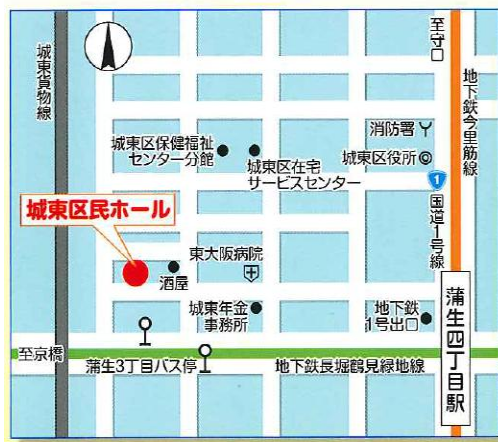 城東貨物線
至守口
地下鉄今里筋線
消防署
城東区役所
城東区保健福祉
センター分館
城東区在宅
サービスセンター
1
国道1号線
城東区民ホール
東大阪病院
酒屋
城東年金
事務所
地下鉄
1号出口
蒲生四丁目駅
至京橋
蒲生3丁目バス停
地下鉄長堀鶴見緑地線